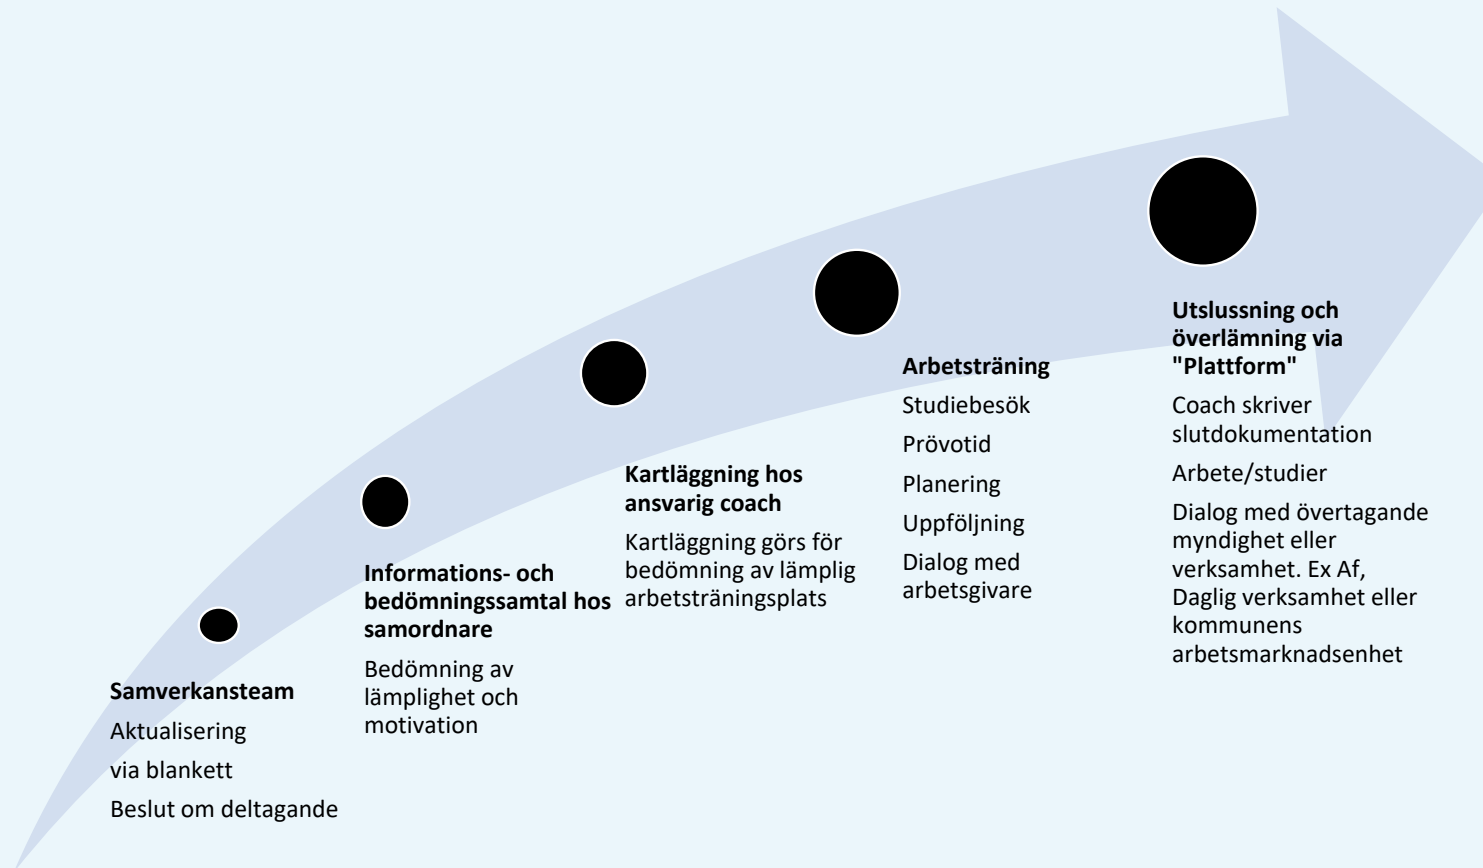 Samverkansteam
Aktualisering
via blankett
Beslut om deltagande
Informations- och
bedömningssamtal hos
samordnare
Bedömning av
lämplighet och
motivation
Kartläggning hos
ansvarig coach
Kartläggning görs för
bedömning av lämplig
arbetsträningsplats
Arbetsträning
Studiebesök
Prövotid
Planering
Uppföljning
Dialog med
arbetsgivare
Utslussning och
överlämning via
"Plattform"
Coach skriver
slutdokumentation
Arbete/studier
Dialog med övertagande
myndighet eller
verksamhet. Ex Af,
Daglig verksamhet eller
kommunens
arbetsmarknadsenhet